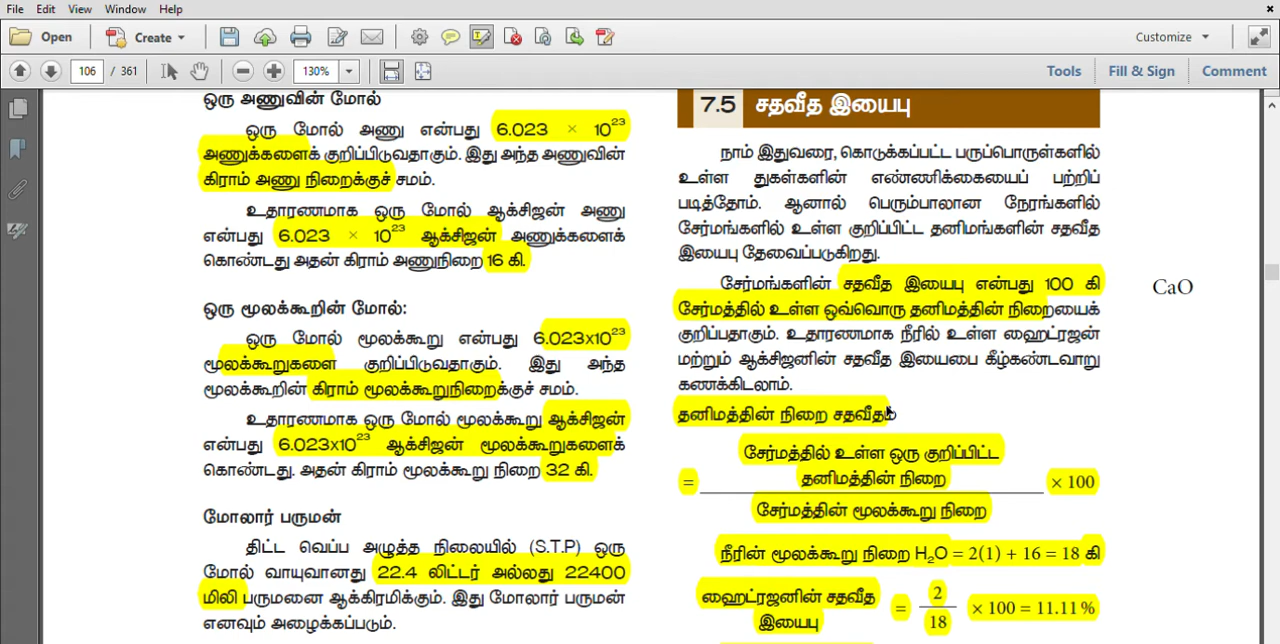 File Edit View Window Help
Open Create Customize
106 / 361 130% Tools Fill & Sign Comment
ஒரு அணுவின் மோல்
ஒரு மோல் அணு என்பது 6.023 × 10²³
அணுக்களைக் குறிப்பிடுவதாகும். இது அந்த அணுவின்
கிராம் அணு நிறைக்குச் சமம்.
உதாரணமாக ஒரு மோல் ஆக்சிஜன் அணு
என்பது 6.023 × 10²³ ஆக்சிஜன் அணுக்களைக்
கொண்டது அதன் கிராம் அணுநிறை 16 கி.
ஒரு மூலக்கூறின் மோல்:
ஒரு மோல் மூலக்கூறு என்பது 6.023x10²³
மூலக்கூறுகளை குறிப்பிடுவதாகும். இது அந்த
மூலக்கூறின் கிராம் மூலக்கூறுநிறைக்குச் சமம்.
உதாரணமாக ஒரு மோல் மூலக்கூறு ஆக்சிஜன்
என்பது 6.023x10²³ ஆக்சிஜன் மூலக்கூறுகளைக்
கொண்டது. அதன் கிராம் மூலக்கூறு நிறை 32 கி.
மோலார் பருமன்
திட்ட வெப்ப அழுத்த நிலையில் (S.T.P) ஒரு
மோல் வாயுவானது 22.4 லிட்டர் அல்லது 22400
மிலி பருமனை ஆக்கிரமிக்கும். இது மோலார் பருமன்
எனவும் அழைக்கப்படும்.
7.5 சதவீத இயைபு
நாம் இதுவரை, கொடுக்கப்பட்ட பருப்பொருள்களில்
உள்ள துகள்களின் எண்ணிக்கையைப் பற்றிப்
படித்தோம். ஆனால் பெரும்பாலான நேரங்களில்
சேர்மங்களில் உள்ள குறிப்பிட்ட தனிமங்களின் சதவீத
இயைபு தேவைப்படுகிறது.
சேர்மங்களின் சதவீத இயைபு என்பது 100 கி
சேர்மத்தில் உள்ள ஒவ்வொரு தனிமத்தின் நிறையைக்
குறிப்பதாகும். உதாரணமாக நீரில் உள்ள ஹைட்ரஜன்
மற்றும் ஆக்சிஜனின் சதவீத இயைபை கீழ்கண்டவாறு
கணக்கிடலாம்.
தனிமத்தின் நிறை சதவீதம்
சேர்மத்தில் உள்ள ஒரு குறிப்பிட்ட
தனிமத்தின் நிறை
= × 100
சேர்மத்தின் மூலக்கூறு நிறை
நீரின் மூலக்கூறு நிறை H₂O = 2(1) + 16 = 18 கி
ஹைட்ரஜனின் சதவீத
இயைபு = 2/18 × 100 = 11.11 %
CaO